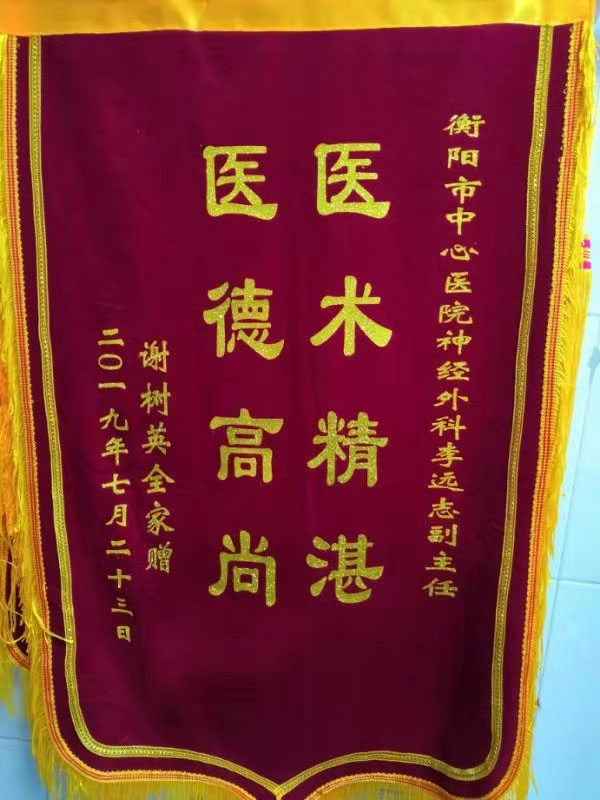 衡阳市中心医院神经外科李远志副主任
医术精湛
医德高尚
谢树英全家赠
二〇一九年七月二十三日